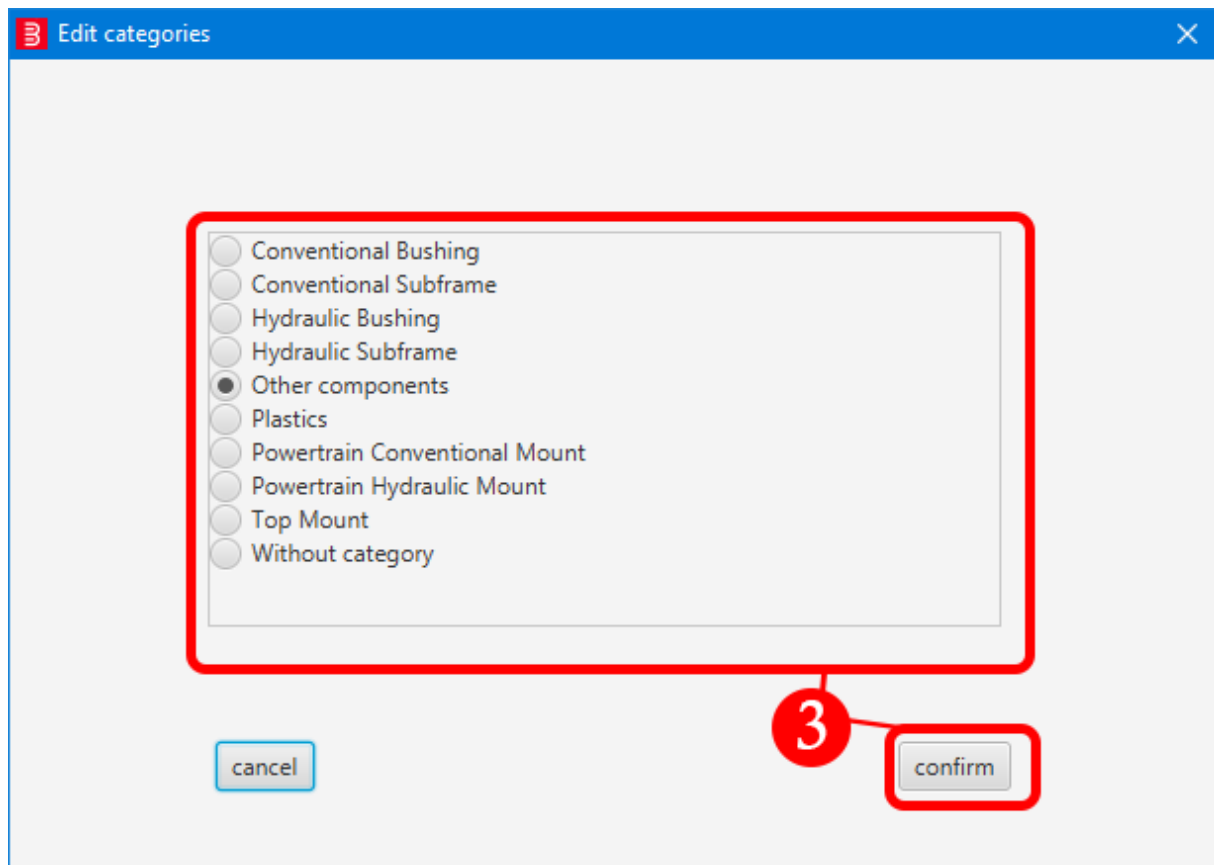 Edit categories
Conventional Bushing
Conventional Subframe
Hydraulic Bushing
Hydraulic Subframe
Other components
Plastics
Powertrain Conventional Mount
Powertrain Hydraulic Mount
Top Mount
Without category
3
cancel
confirm